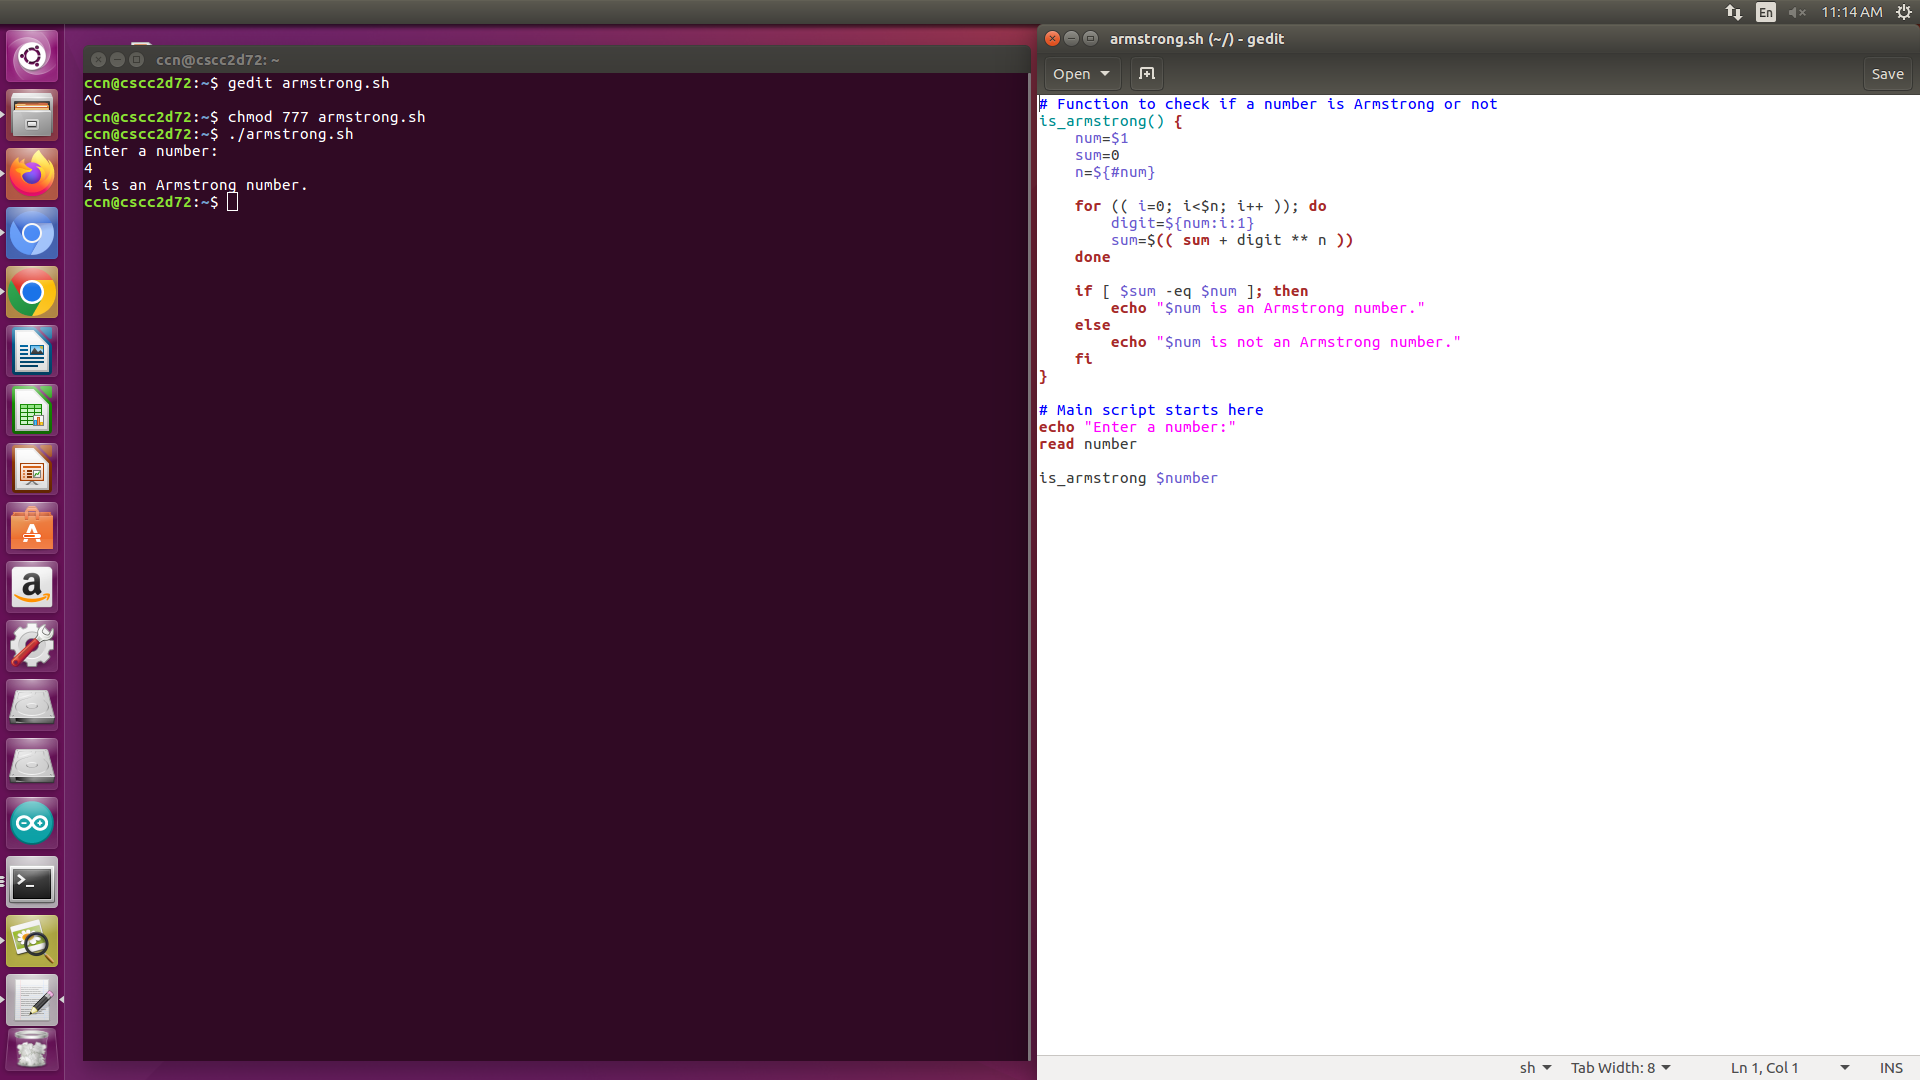 En
11:14 AM
ccn@cscc2d72: ~
ccn@cscc2d72:~$ gedit armstrong.sh
^C
ccn@cscc2d72:~$ chmod 777 armstrong.sh
ccn@cscc2d72:~$ ./armstrong.sh
Enter a number:
4
4 is an Armstrong number.
ccn@cscc2d72:~$
armstrong.sh (~/) - gedit
Open
Save
# Function to check if a number is Armstrong or not
is_armstrong() {
    num=$1
    sum=0
    n=${#num}
    for (( i=0; i<$n; i++ )); do
        digit=${num:i:1}
        sum=$(( sum + digit ** n ))
    done
    if [ $sum -eq $num ]; then
        echo "$num is an Armstrong number."
    else
        echo "$num is not an Armstrong number."
    fi
}
# Main script starts here
echo "Enter a number:"
read number
is_armstrong $number
sh
Tab Width: 8
Ln 1, Col 1
INS